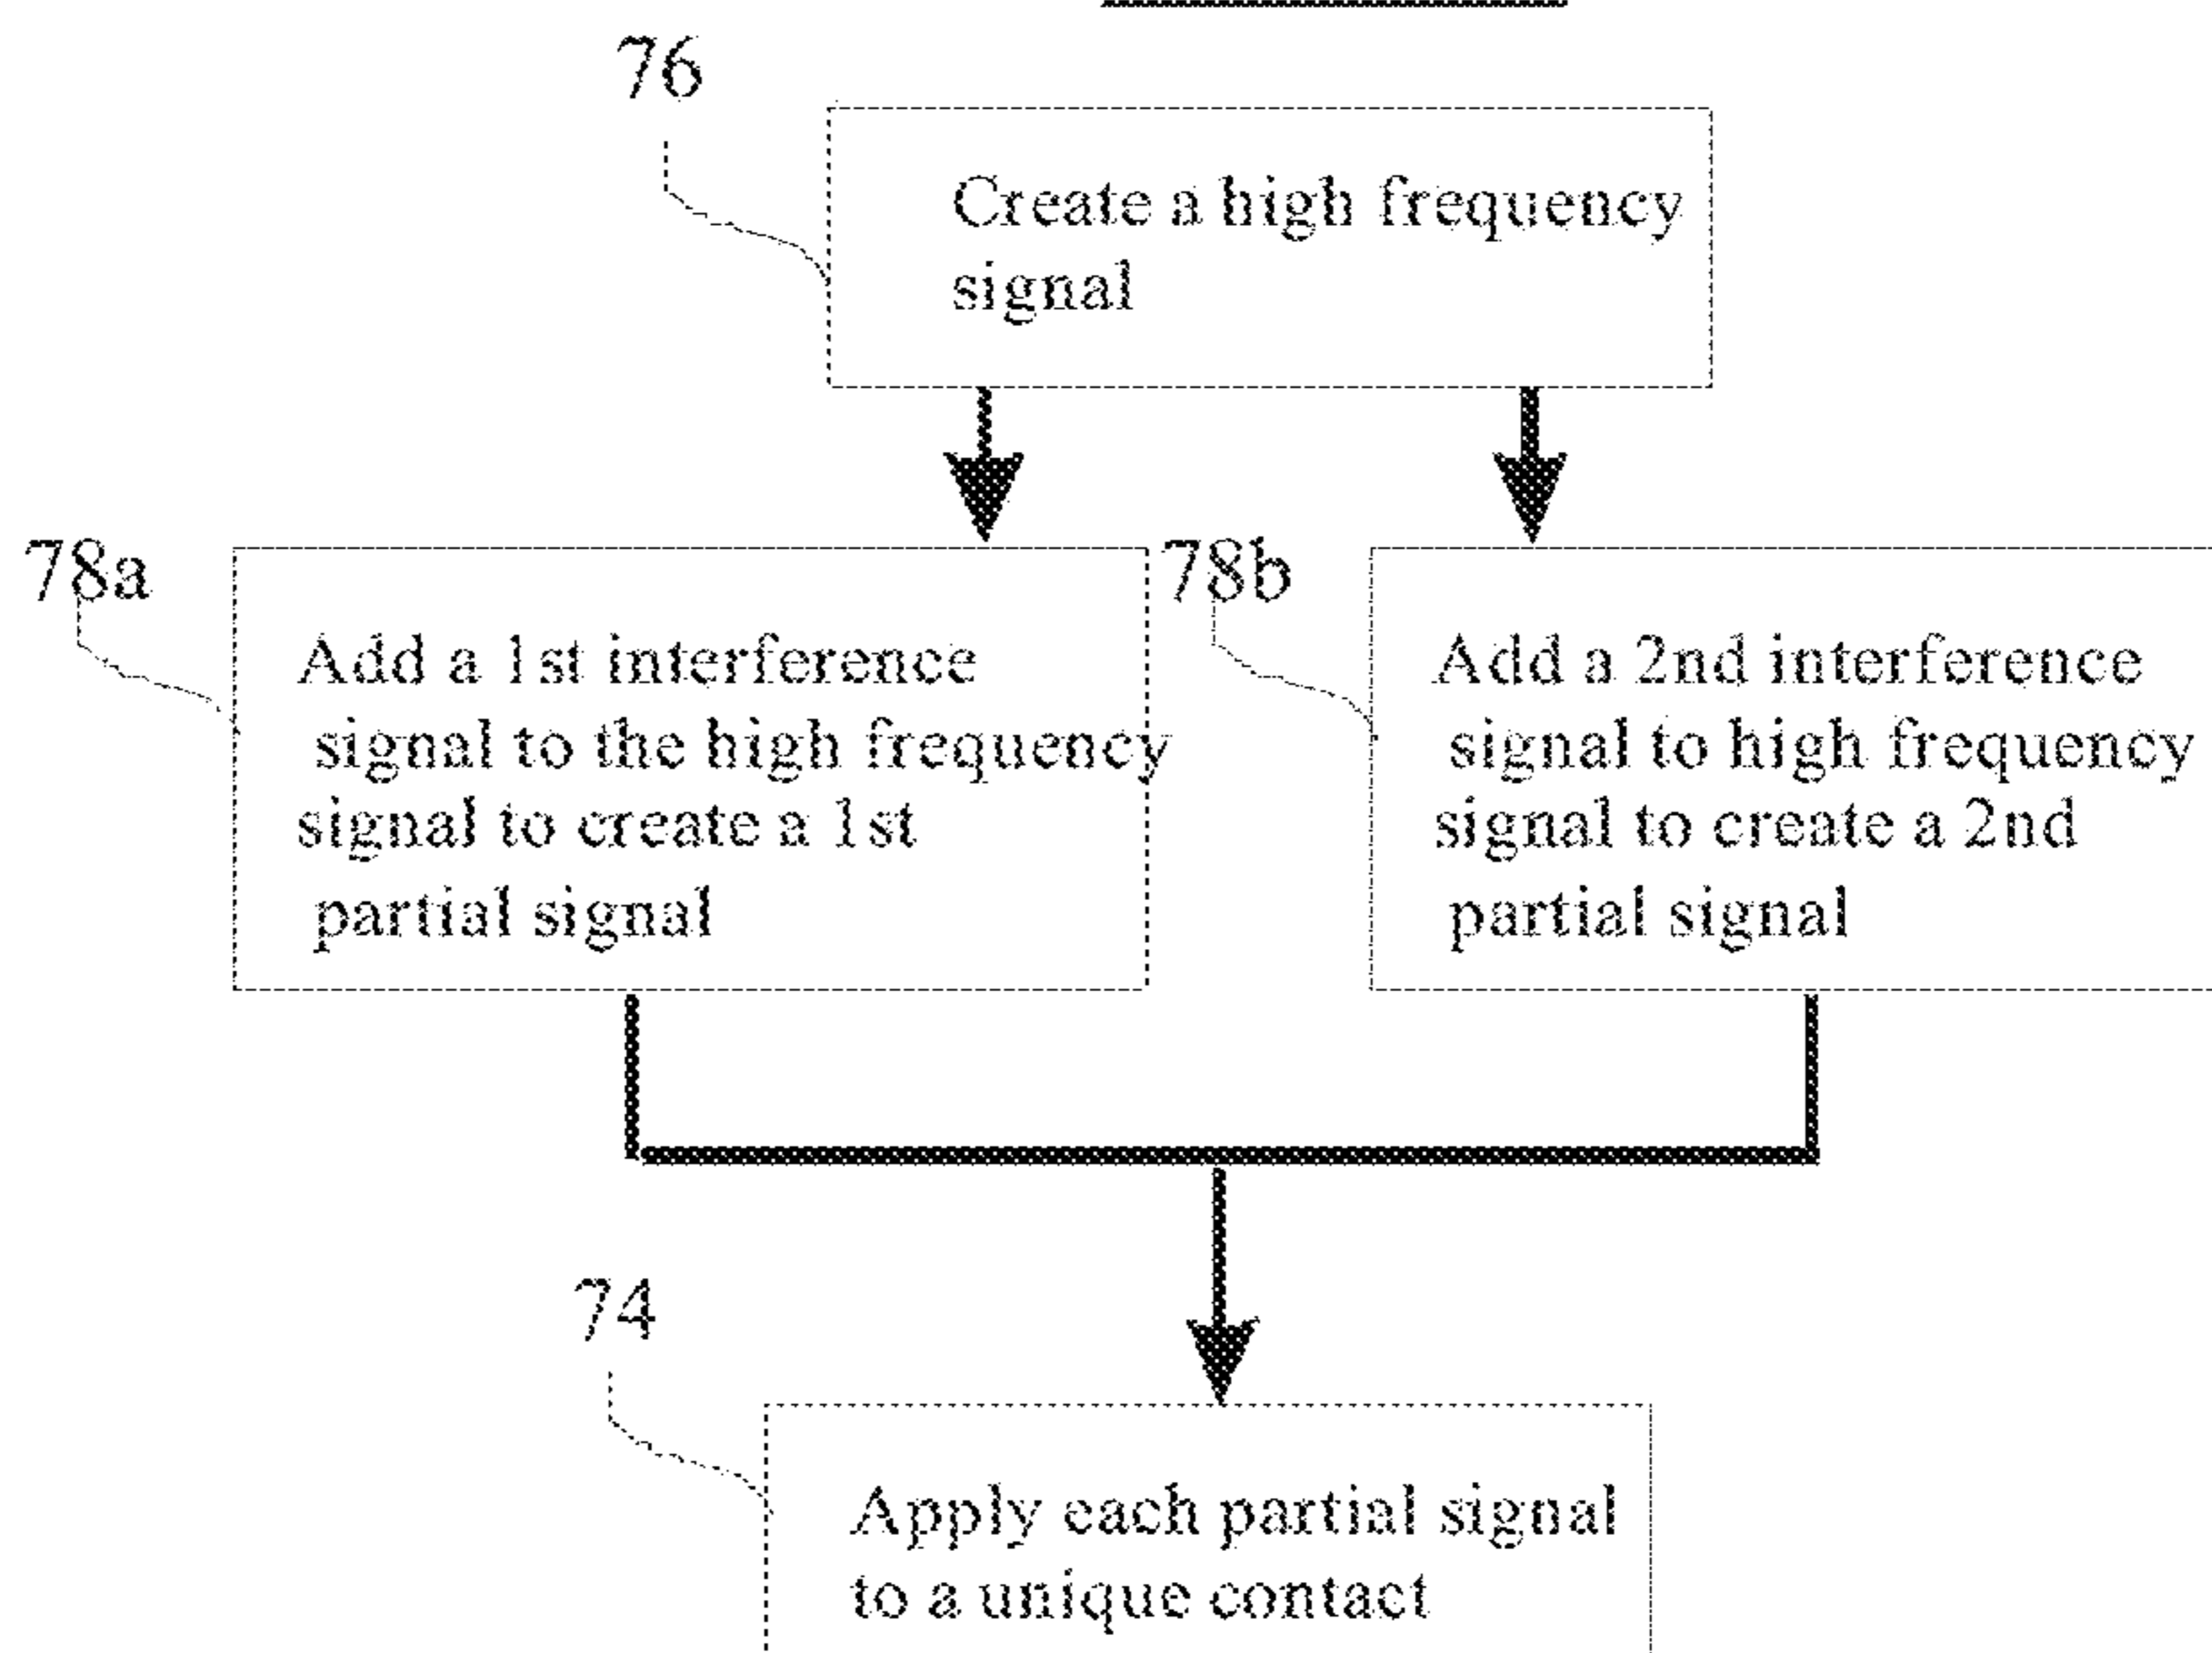 76
Create a high frequency
signal
78a
Add a 1st interference
signal to the high frequency
signal to create a 1st
partial signal
78b
Add a 2nd interference
signal to high frequency
signal to create a 2nd
partial signal
74
Apply each partial signal
to a unique contact